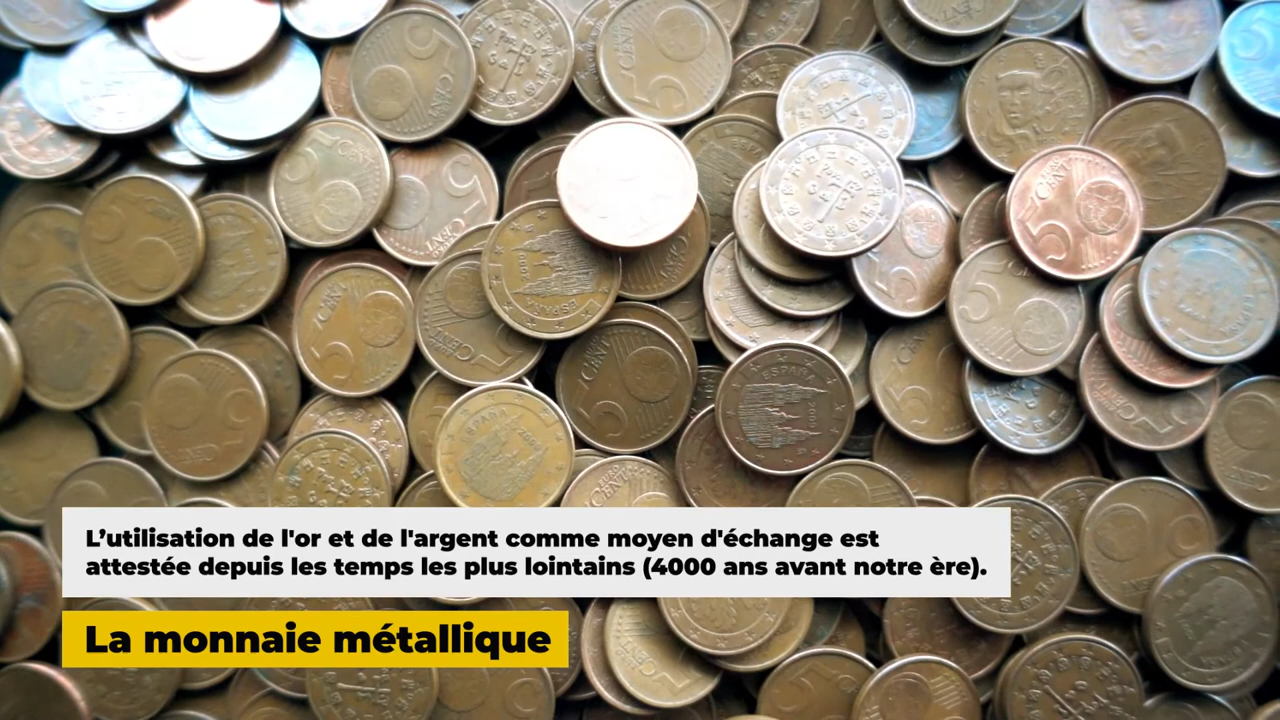 L’utilisation de l'or et de l'argent comme moyen d'échange est
attestée depuis les temps les plus lointains (4000 ans avant notre ère).
La monnaie métallique